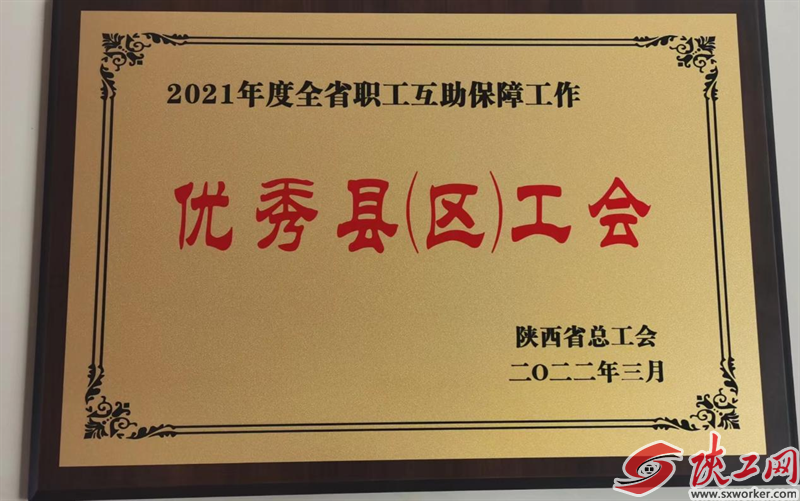 2021年度全省职工互助保障工作
优秀县(区)工会
陕西省总工会
二〇二二年三月
陕工网
www.sxworker.com